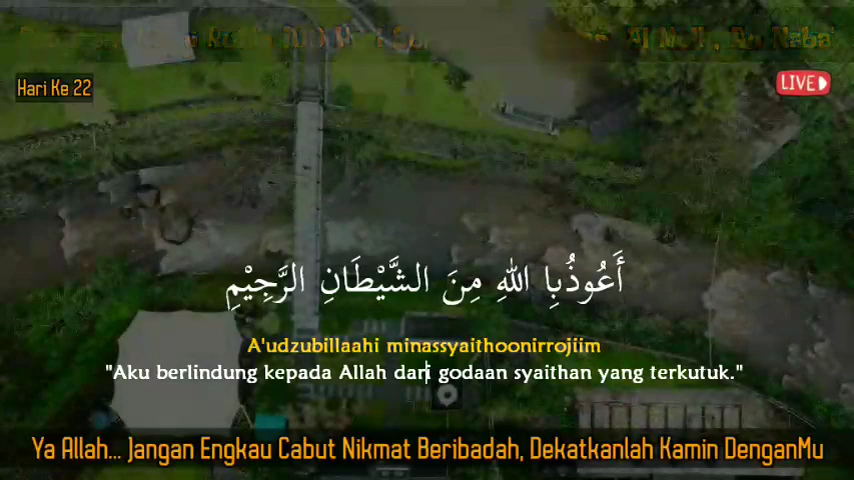 Hari Ke 22
LIVE
أَعُوذُبِا اللهِ مِنَ الشَّيْطَانِ الرَّجِيْمِ
A'udzubillaahi minassyaithoonirrojiim
"Aku berlindung kepada Allah dari godaan syaithan yang terkutuk."
Ya Allah... Jangan Engkau Cabut Nikmat Beribadah, Dekatkanlah Kamin DenganMu